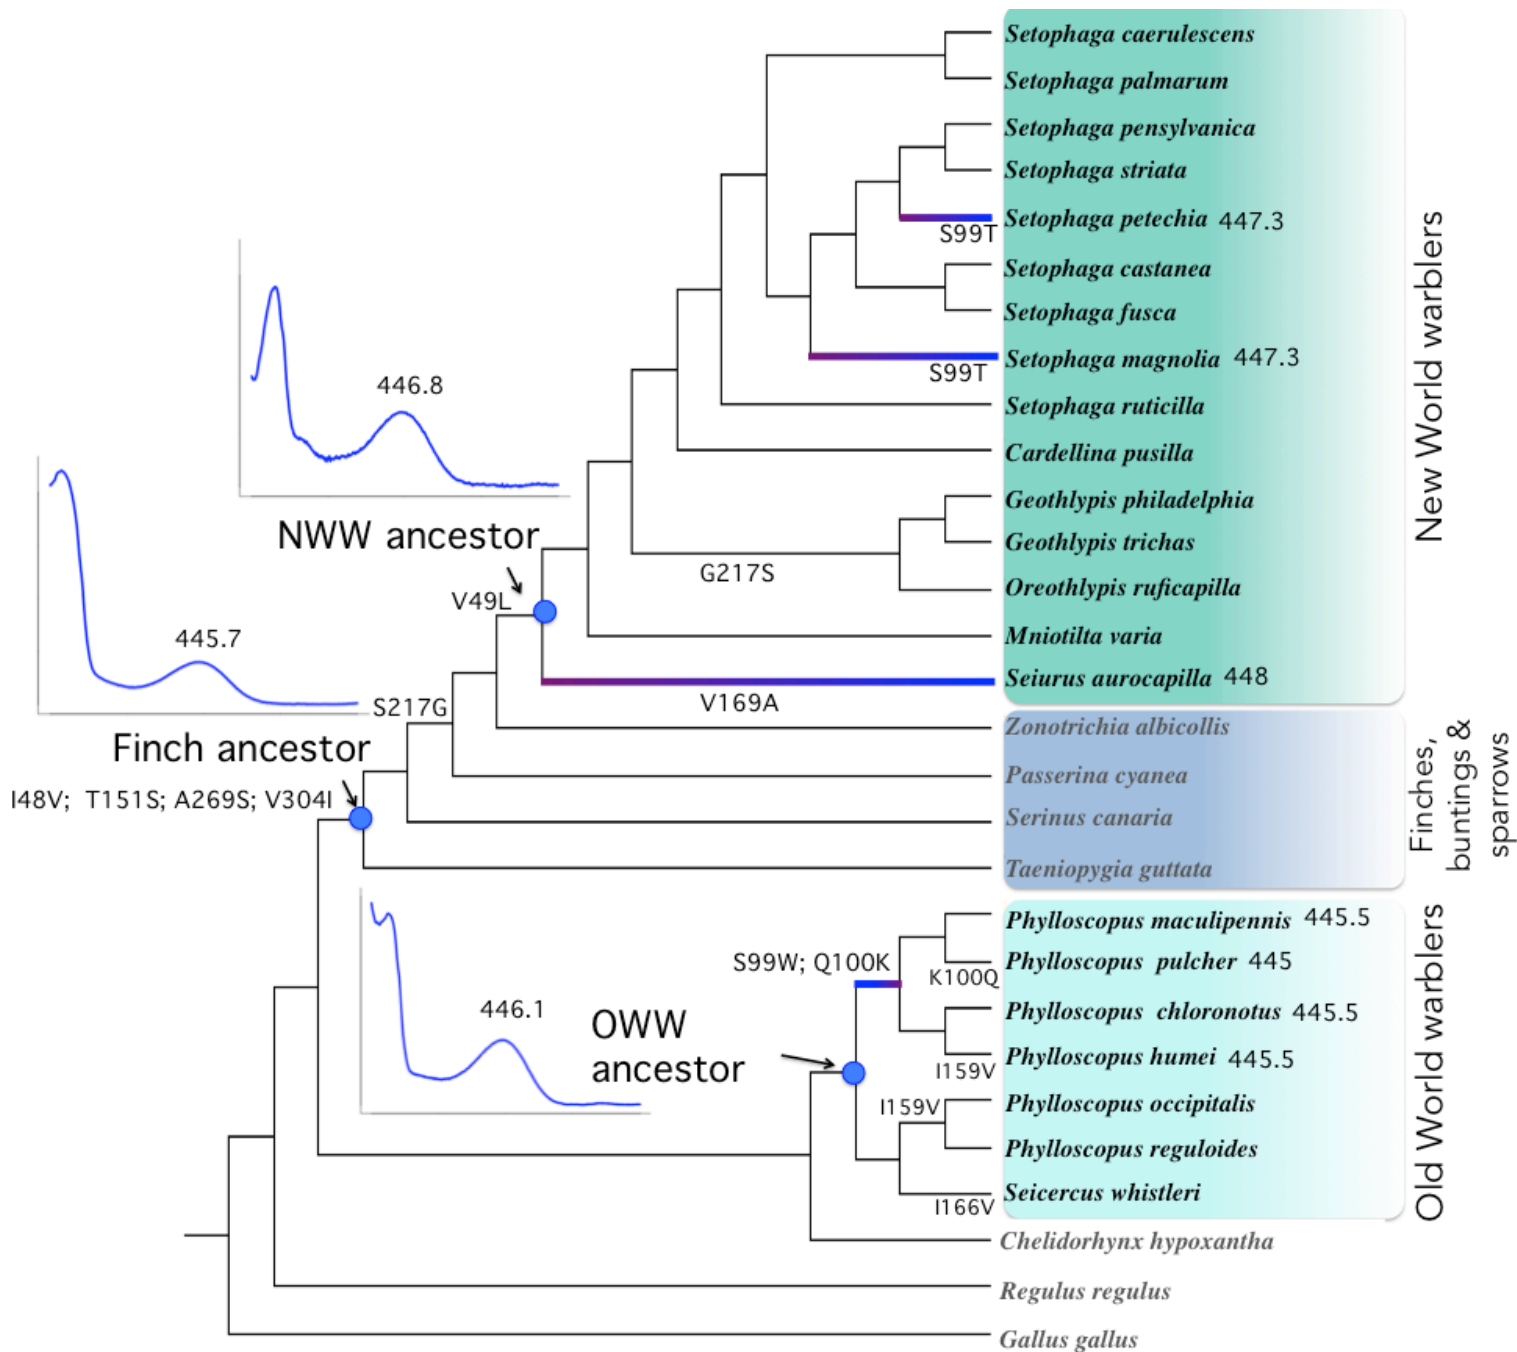 Setophaga caerulescens
Setophaga palmarum
Setophaga pensylvanica
Setophaga striata
Setophaga petechia 447.3
S99T
Setophaga castanea
Setophaga fusca
Setophaga magnolia 447.3
S99T
Setophaga ruticilla
Cardellina pusilla
Geothlypis philadelphia
Geothlypis trichas
G217S
Oreothlypis ruficapilla
Mniotilta varia
Seiurus aurocapilla 448
V169A
New World warblers
446.8
NWW ancestor
V49L
445.7
S217G
Finch ancestor
I48V; T151S; A269S; V304I
Zonotrichia albicollis
Passerina cyanea
Serinus canaria
Taeniopygia guttata
Finches,
buntings &
sparrows
446.1
OWW
ancestor
S99W; Q100K
Phylloscopus maculipennis 445.5
Phylloscopus pulcher 445
K100Q
Phylloscopus chloronotus 445.5
Phylloscopus humei 445.5
I159V
I159V
Phylloscopus occipitalis
Phylloscopus reguloides
Seicercus whistleri
I166V
Old World warblers
Chelidorhynx hypoxantha
Regulus regulus
Gallus gallus